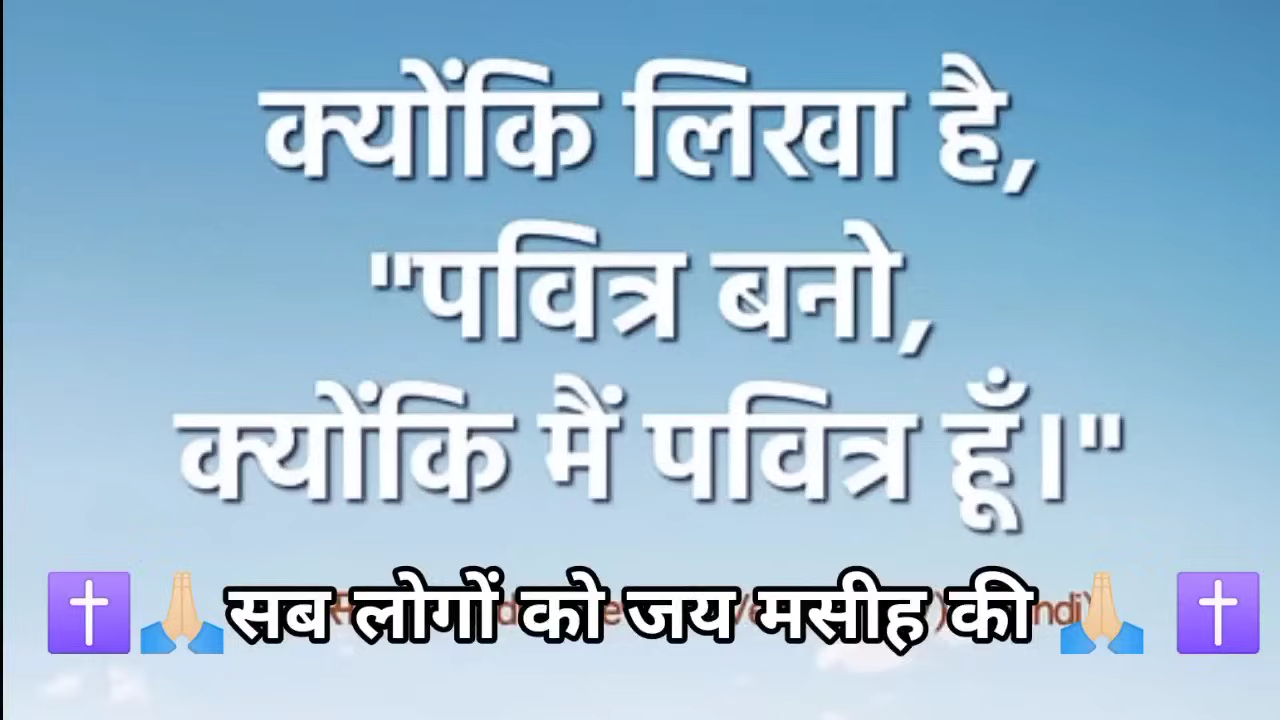 क्योंकि लिखा है,
"पवित्र बनो,
क्योंकि मैं पवित्र हूँ।"
✝️🙏🏻सब लोगों को जय मसीह की🙏🏻 ✝️